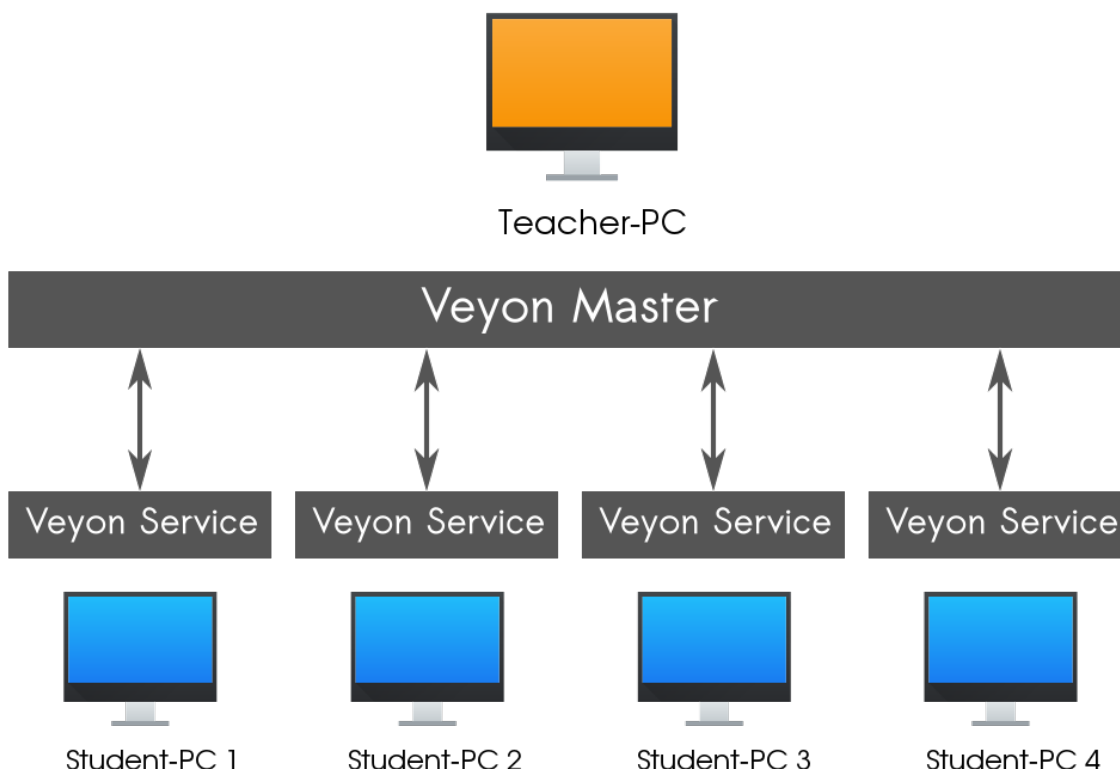 Teacher-PC
Veyon Master
Veyon Service Veyon Service Veyon Service Veyon Service
Student-PC 1 Student-PC 2 Student-PC 3 Student-PC 4